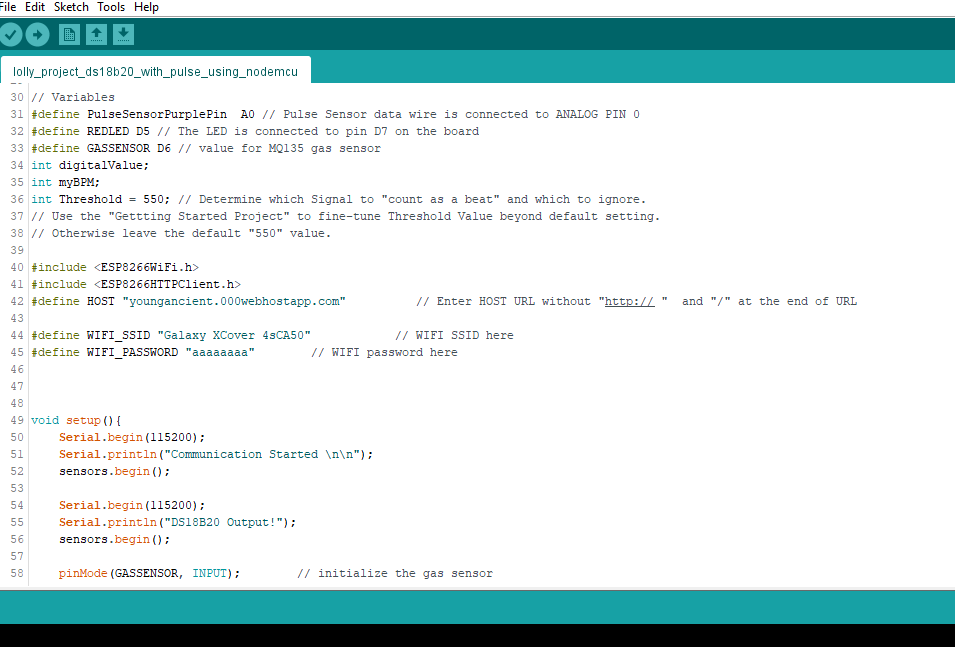 File Edit Sketch Tools Help
lolly_project_ds18b20_with_pulse_using_nodemcu
30 // Variables
31 #define PulseSensorPurplePin  A0 // Pulse Sensor data wire is connected to ANALOG PIN 0
32 #define REDLED D5 // The LED is connected to pin D7 on the board
33 #define GASSENSOR D6 // value for MQ135 gas sensor
34 int digitalValue;
35 int myBPM;
36 int Threshold = 550; // Determine which Signal to "count as a beat" and which to ignore.
37 // Use the "Gettting Started Project" to fine-tune Threshold Value beyond default setting.
38 // Otherwise leave the default "550" value.
39
40 #include <ESP8266WiFi.h>
41 #include <ESP8266HTTPClient.h>
42 #define HOST "youngancient.000webhostapp.com"          // Enter HOST URL without "http:// "  and "/" at the end of URL
43
44 #define WIFI_SSID "Galaxy XCover 4sCA50"            // WIFI SSID here
45 #define WIFI_PASSWORD "aaaaaaaa"        // WIFI password here
46
47
48
49 void setup(){
50     Serial.begin(115200);
51     Serial.println("Communication Started \n\n");
52     sensors.begin();
53
54     Serial.begin(115200);
55     Serial.println("DS18B20 Output!");
56     sensors.begin();
57
58     pinMode(GASSENSOR, INPUT);        // initialize the gas sensor